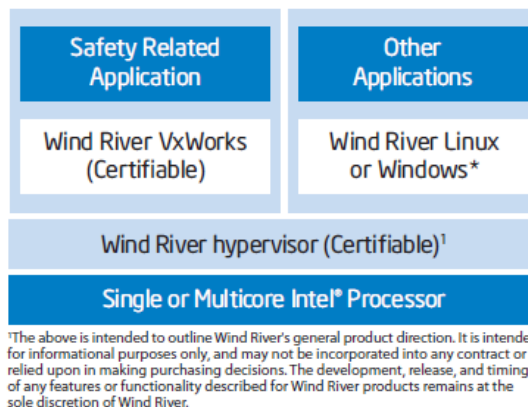 Safety Related
Application
Other
Applications
Wind River VxWorks
(Certifiable)
Wind River Linux
or Windows*
Wind River hypervisor (Certifiable)¹
Single or Multicore Intel® Processor
¹The above is intended to outline Wind River's general product direction. It is intende
for informational purposes only, and may not be incorporated into any contract or
relied upon in making purchasing decisions. The development, release, and timing
of any features or functionality described for Wind River products remains at the
sole discretion of Wind River.